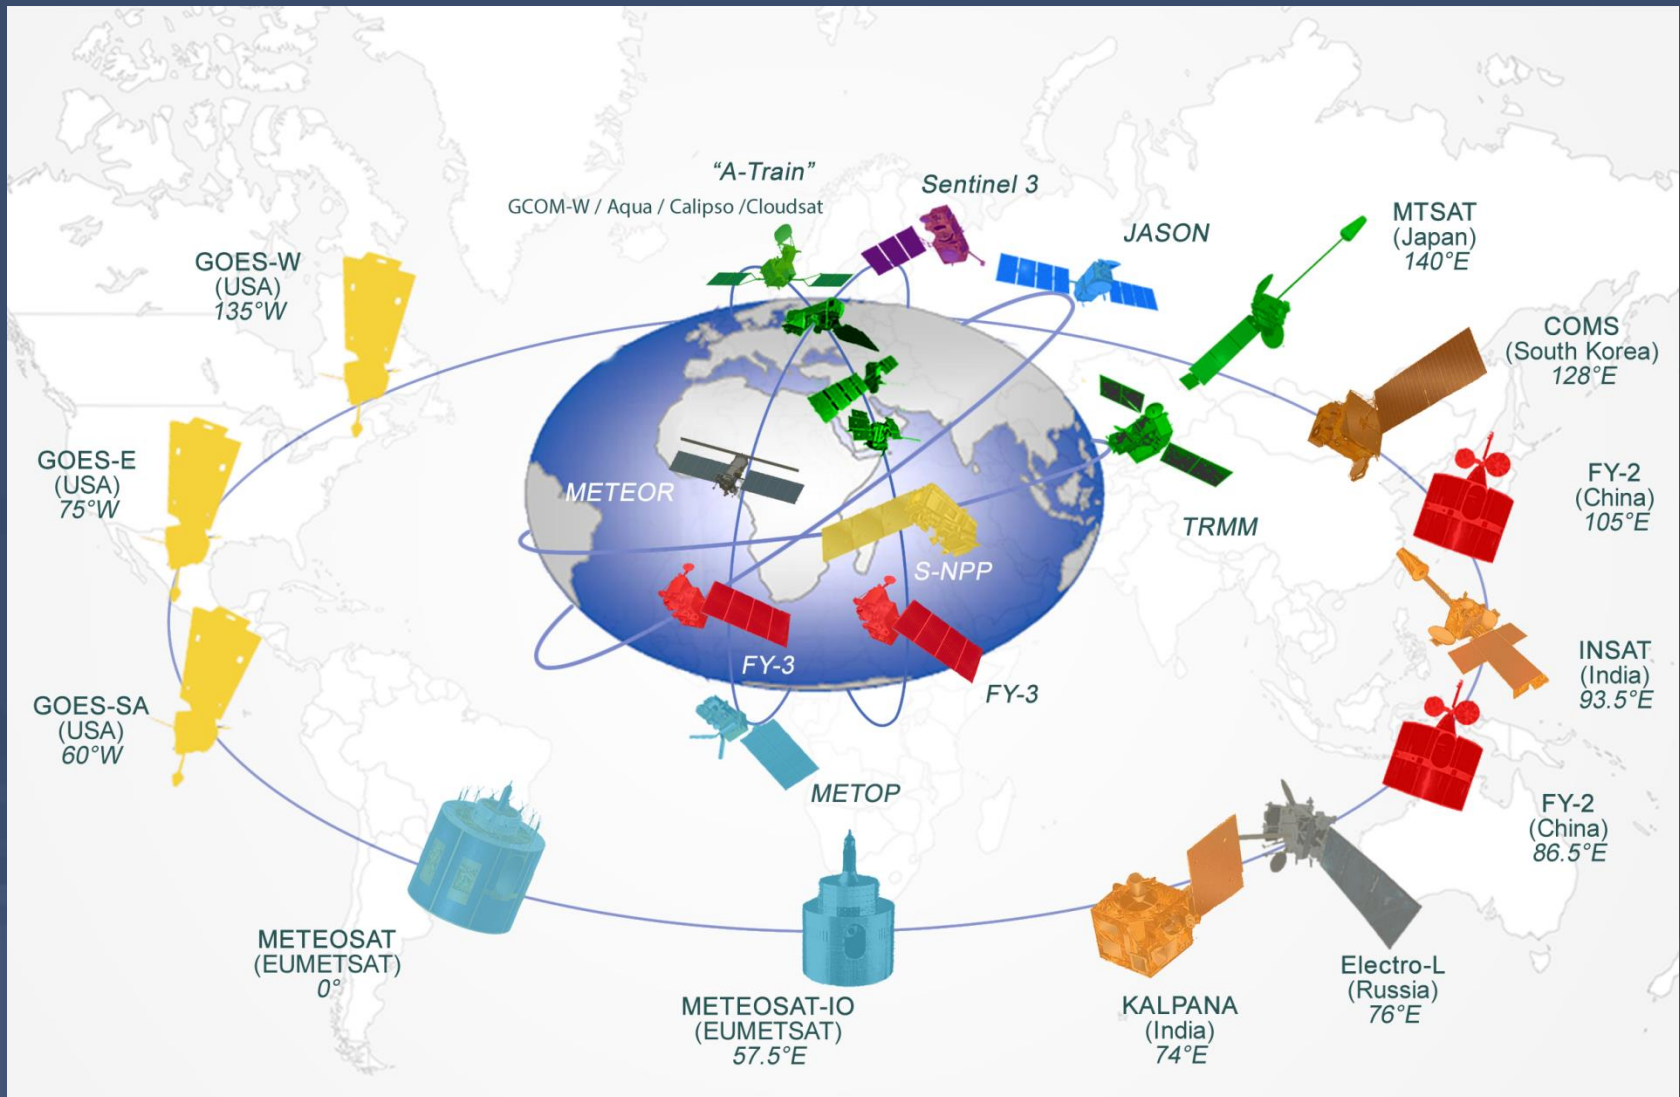 “A-Train”
GCOM-W / Aqua / Calipso /Cloudsat
Sentinel 3
JASON
MTSAT
(Japan)
140°E
GOES-W
(USA)
135°W
COMS
(South Korea)
128°E
GOES-E
(USA)
75°W
METEOR
FY-2
(China)
105°E
TRMM
S-NPP
FY-3
FY-3
INSAT
(India)
93.5°E
GOES-SA
(USA)
60°W
METOP
FY-2
(China)
86.5°E
METEOSAT
(EUMETSAT)
0°
METEOSAT-IO
(EUMETSAT)
57.5°E
KALPANA
(India)
74°E
Electro-L
(Russia)
76°E